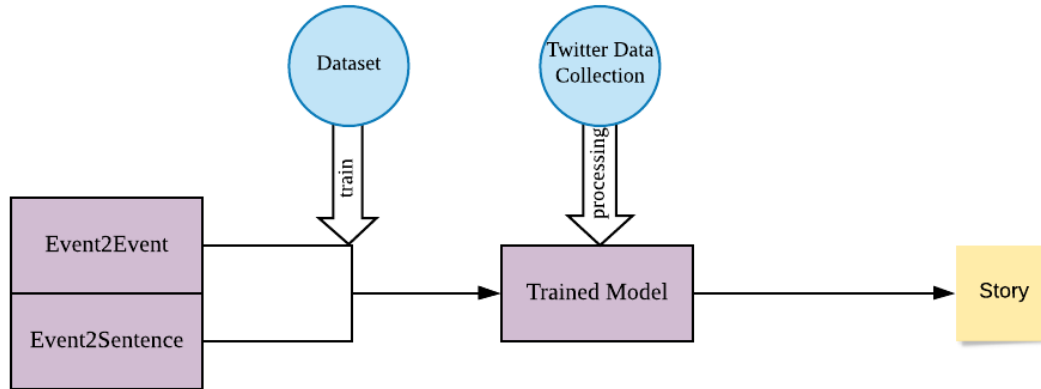 Dataset
Twitter Data
Collection
train
processing
Event2Event
Event2Sentence
Trained Model
Story